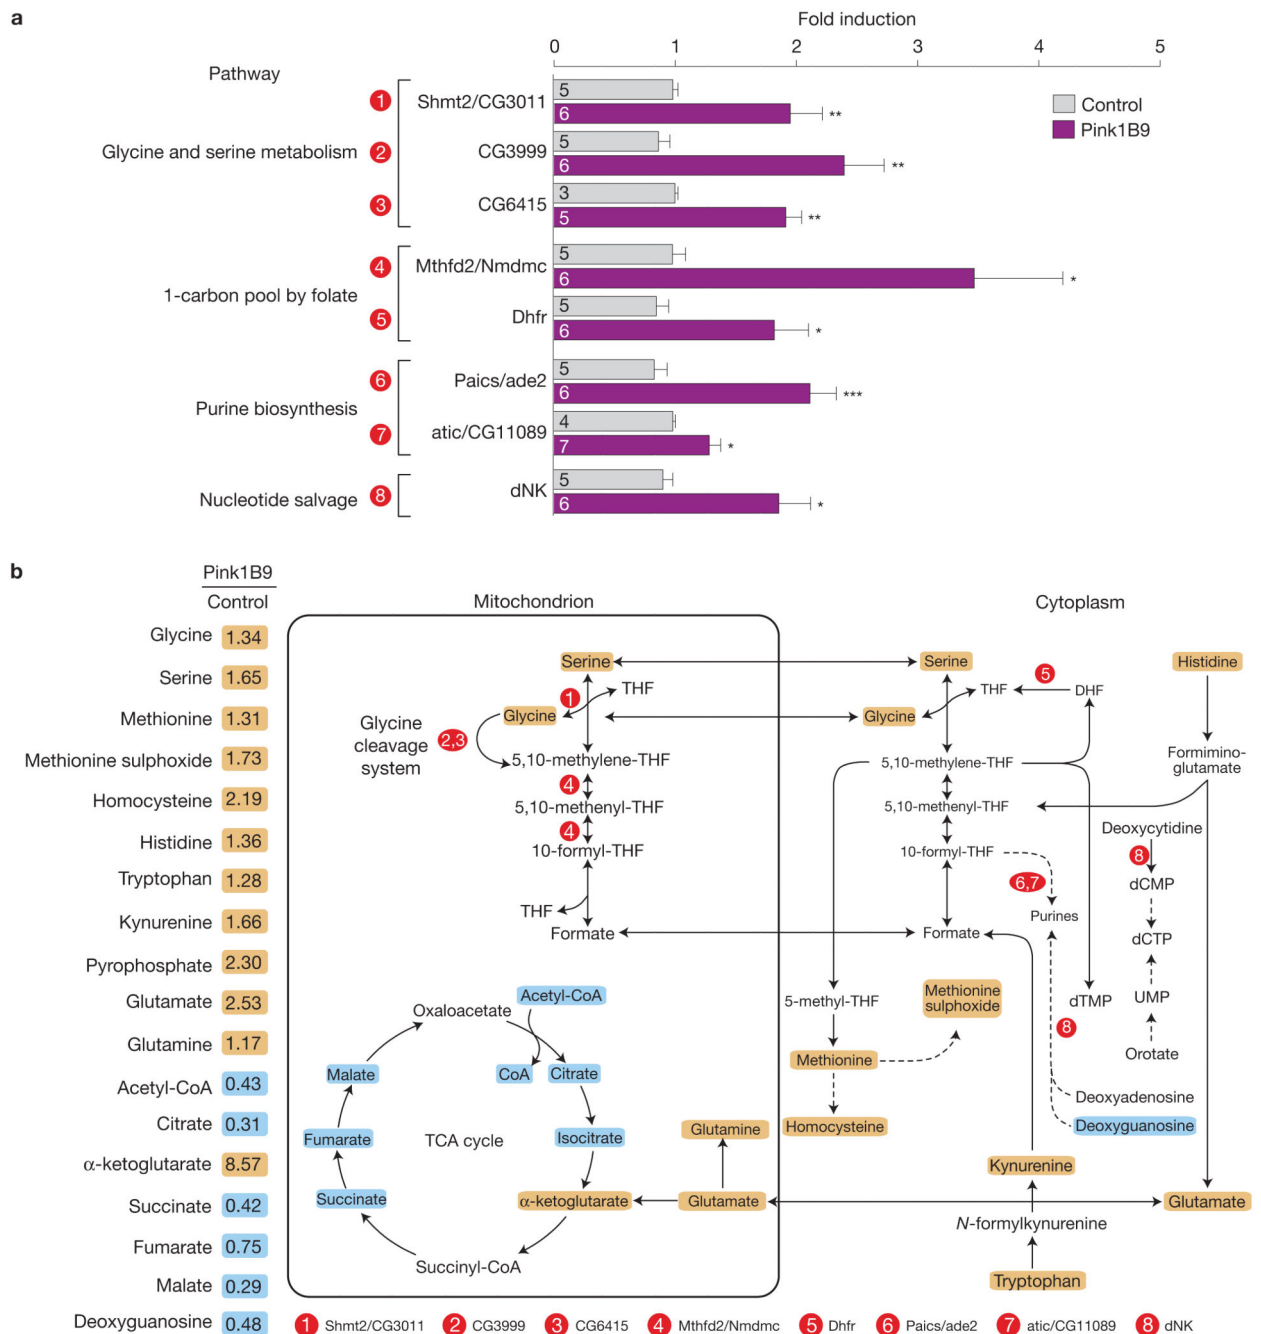 a
Fold induction
0 1 2 3 4 5
Pathway
Control
Pink1B9
Glycine and serine metabolism
1 Shmt2/CG3011 5
6 **
2 CG3999 5
6 **
3 CG6415 3
5 **
1-carbon pool by folate
4 Mthfd2/Nmdmc 5
6 *
5 Dhfr 5
6 *
Purine biosynthesis
6 Paics/ade2 5
6 ***
7 atic/CG11089 4
7 *
Nucleotide salvage
8 dNK 5
6 *
b
Pink1B9
Control
Glycine 1.34
Serine 1.65
Methionine 1.31
Methionine sulphoxide 1.73
Homocysteine 2.19
Histidine 1.36
Tryptophan 1.28
Kynurenine 1.66
Pyrophosphate 2.30
Glutamate 2.53
Glutamine 1.17
Acetyl-CoA 0.43
Citrate 0.31
α-ketoglutarate 8.57
Succinate 0.42
Fumarate 0.75
Malate 0.29
Deoxyguanosine 0.48
Mitochondrion
Serine
1
THF
Glycine
Glycine
cleavage
system
2,3
5,10-methylene-THF
4
5,10-methenyl-THF
4
10-formyl-THF
THF
Formate
Acetyl-CoA
Oxaloacetate
CoA
Citrate
Malate
Fumarate
TCA cycle
Isocitrate
Succinate
α-ketoglutarate
Succinyl-CoA
Glutamine
Glutamate
Cytoplasm
Serine
THF
5
DHF
Glycine
5,10-methylene-THF
5,10-methenyl-THF
10-formyl-THF
6,7
Purines
Formate
5-methyl-THF
Methionine
sulphoxide
Methionine
Homocysteine
dTMP
8
Deoxyadenosine
Deoxyguanosine
Kynurenine
N-formylkynurenine
Tryptophan
Histidine
Formimino-
glutamate
Deoxycytidine
8
dCMP
dCTP
UMP
Orotate
Glutamate
1 Shmt2/CG3011 2 CG3999 3 CG6415 4 Mthfd2/Nmdmc 5 Dhfr 6 Paics/ade2 7 atic/CG11089 8 dNK